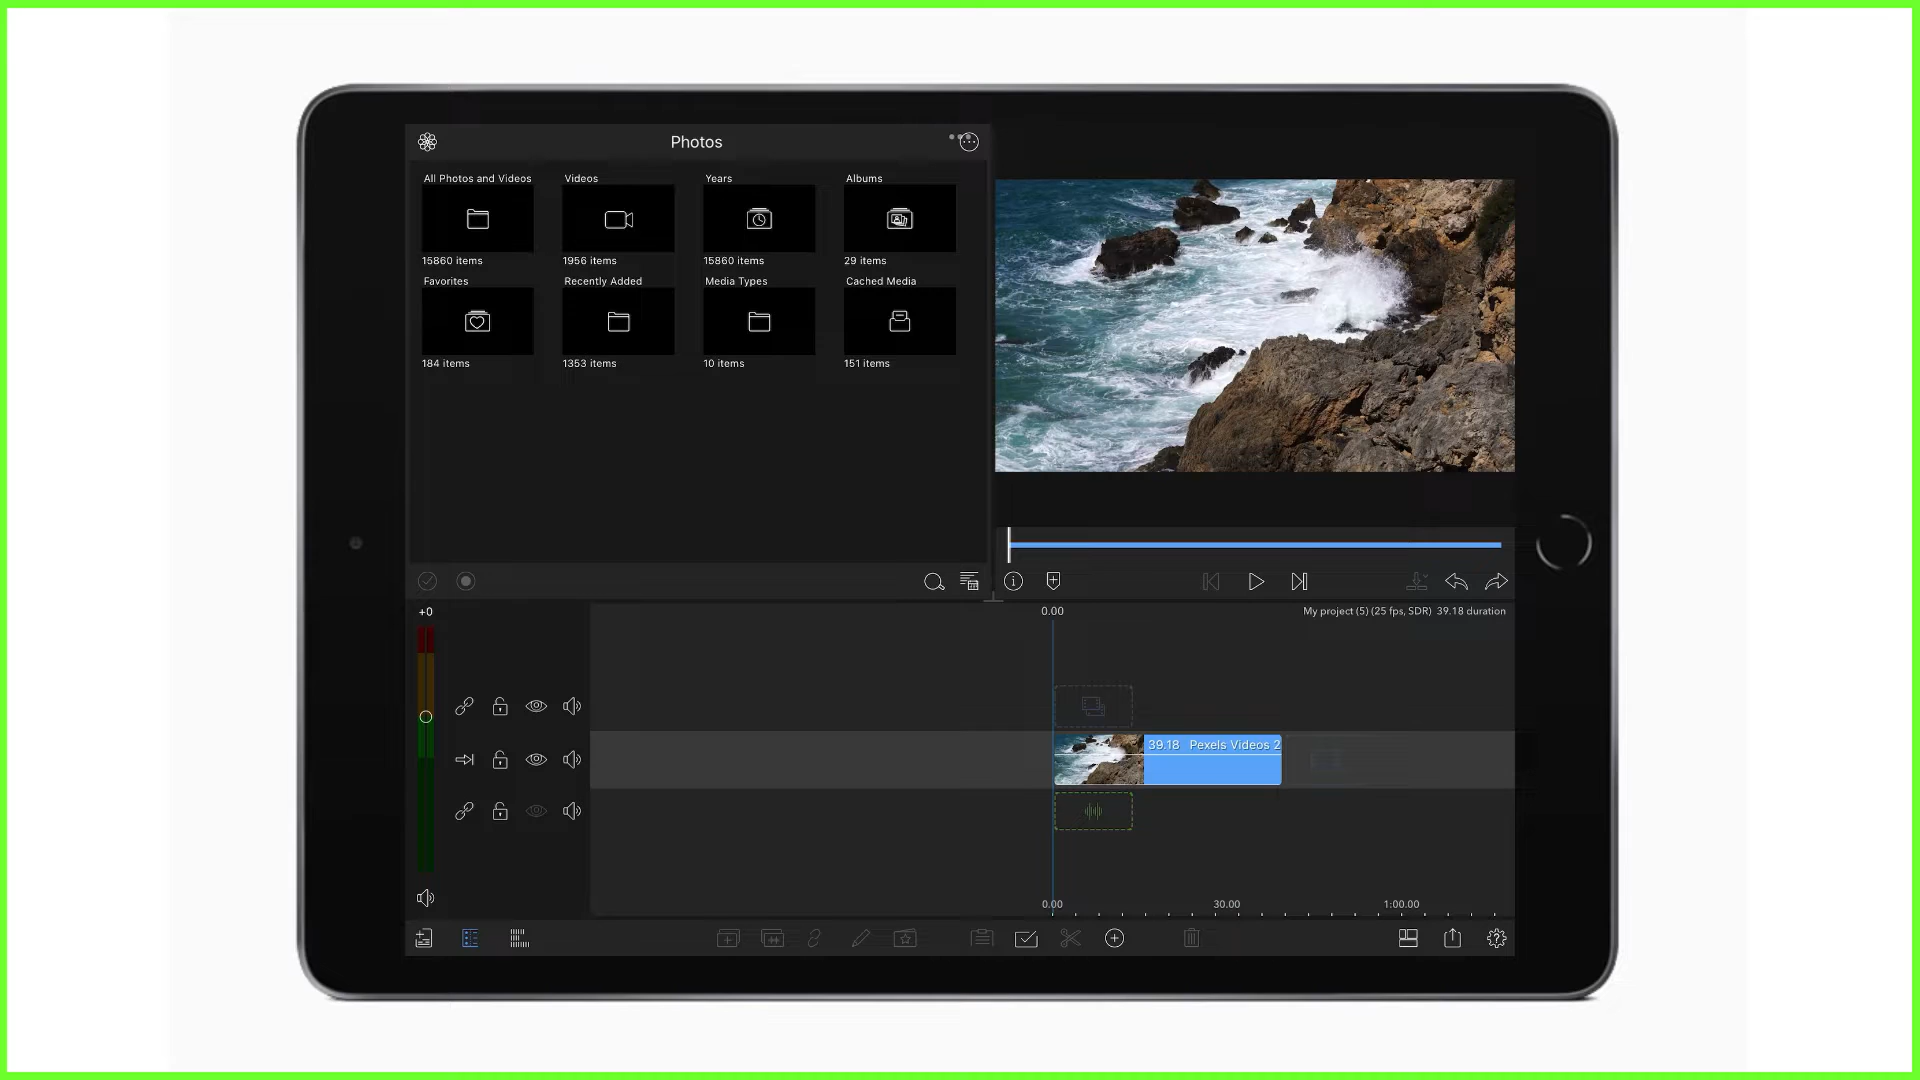 Photos
All Photos and Videos
Videos
Years
Albums
15860 items
1956 items
15860 items
29 items
Favorites
Recently Added
Media Types
Cached Media
184 items
1353 items
10 items
151 items
+0
0.00
My project (5) (25 fps, SDR) 39.18 duration
39.18 Pexels Videos 2
0.00
30.00
1:00.00